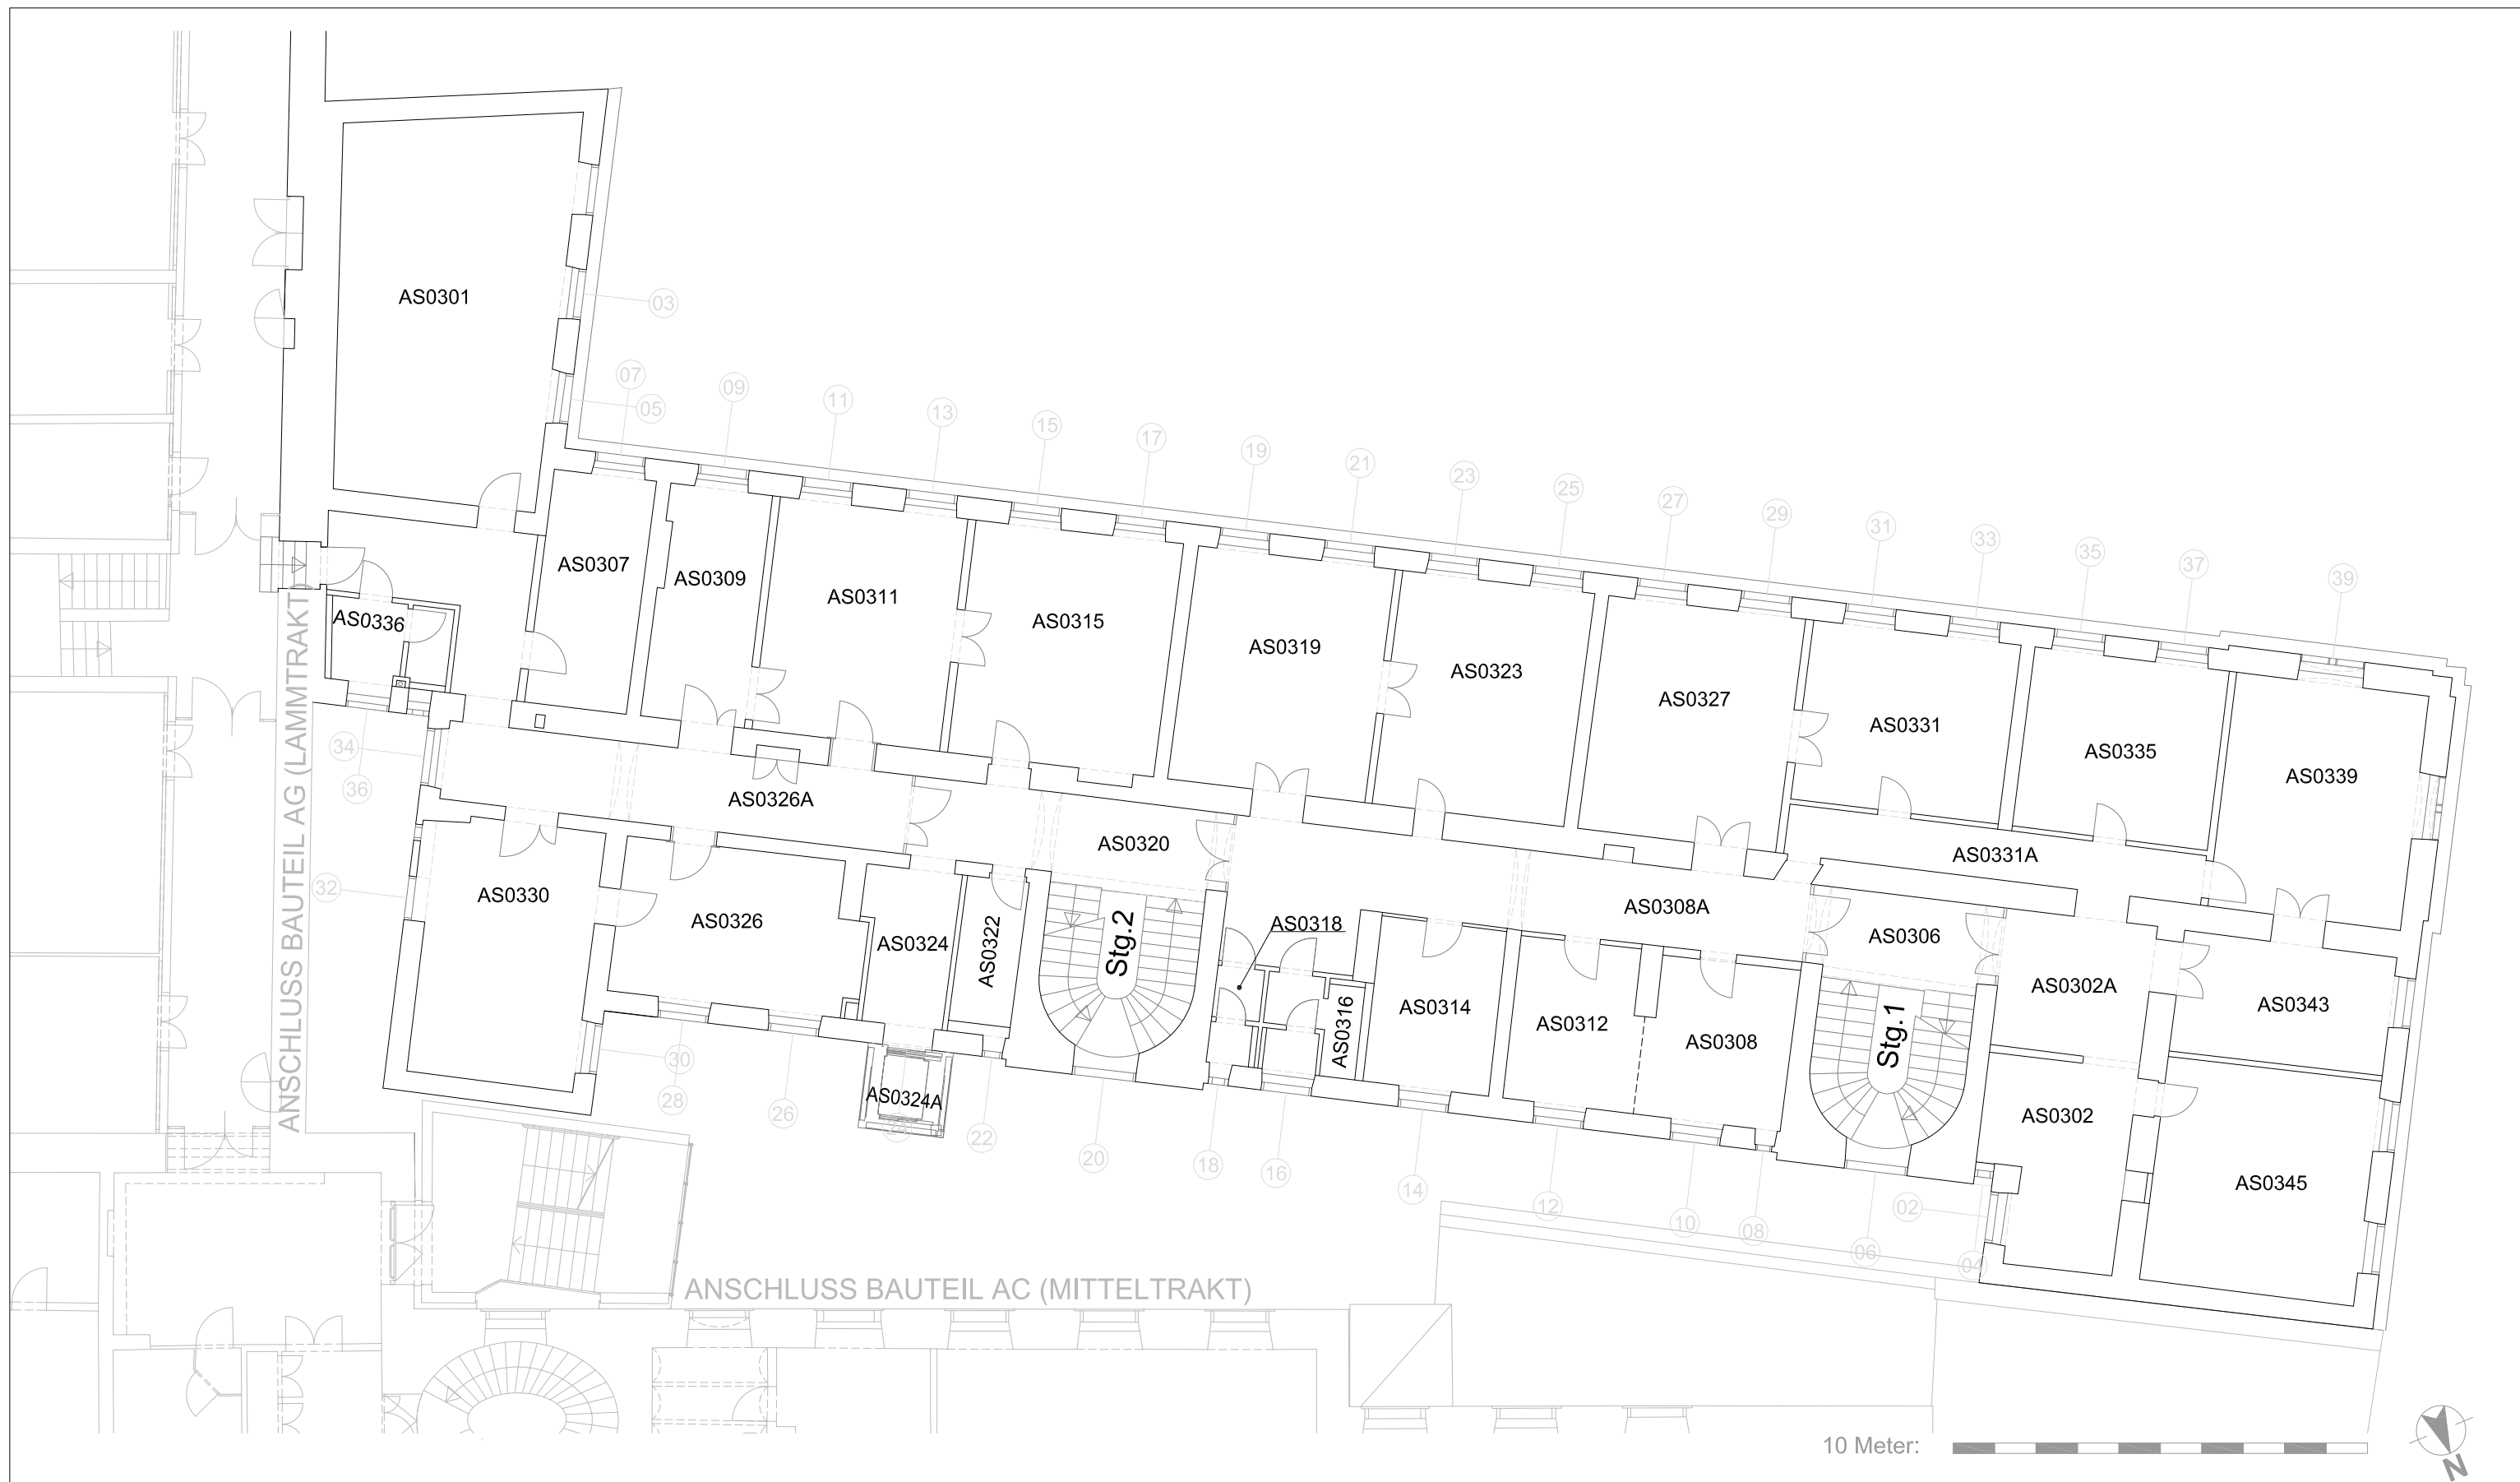 AS0301
03
07
05
09
11
13
15
17
19
21
23
25
27
29
31
33
35
37
39
AS0307
AS0309
AS0311
AS0315
AS0319
AS0323
AS0327
AS0331
AS0335
AS0339
AS0336
34
36
32
AS0326A
AS0320
AS0331A
AS0330
AS0326
AS0324
AS0322
Stg.2
AS0318
AS0308A
AS0306
AS0302A
AS0343
AS0316
AS0314
AS0312
AS0308
Stg.1
AS0302
AS0345
AS0324A
30
28
26
24
22
20
18
16
14
12
10
08
06
04
02
ANSCHLUSS BAUTEIL AG (LAMMTRAKT)
ANSCHLUSS BAUTEIL AC (MITTELTRAKT)
10 Meter:
N